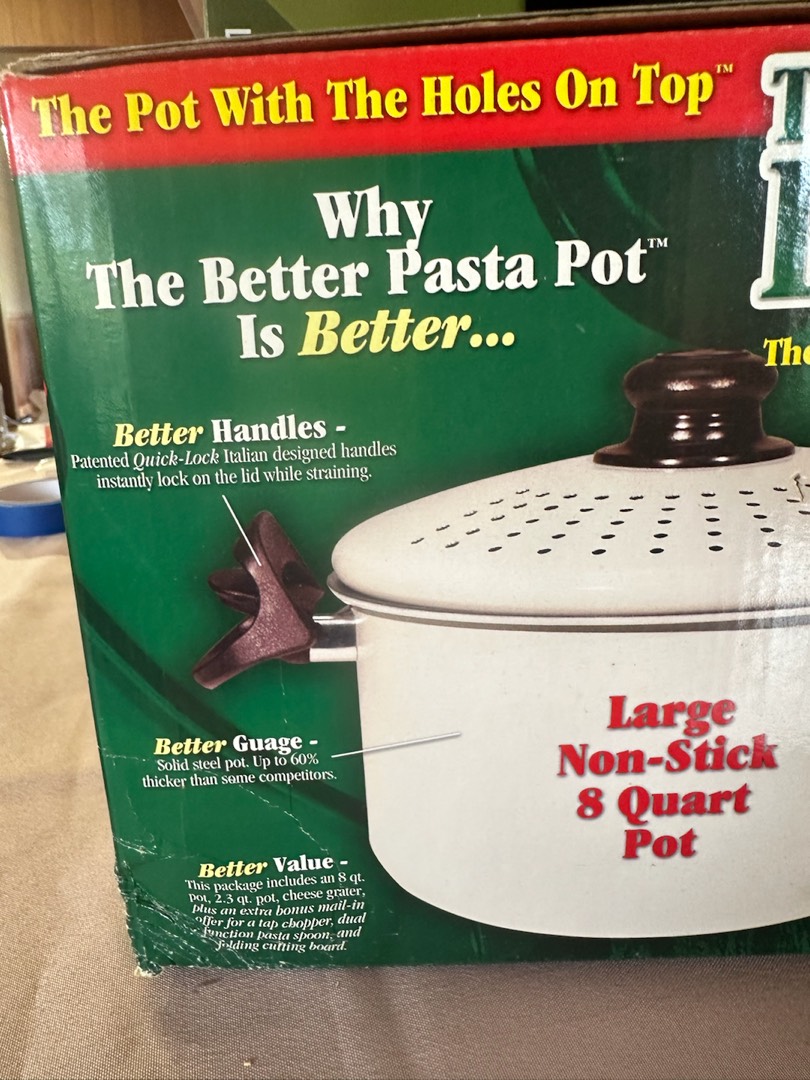 The Pot With The Holes On Top™
Why
The Better Pasta Pot™
Is Better...
The
Better Handles -
Patented Quick-Lock Italian designed handles
instantly lock on the lid while straining.
Better Guage -
Solid steel pot. Up to 60%
thicker than some competitors.
Large
Non-Stick
8 Quart
Pot
Better Value -
This package includes an 8 qt.
pot, 2.3 qt. pot, cheese grater,
plus an extra bonus mail-in
offer for a tap chopper, dual
function pasta spoon, and
folding cutting board.